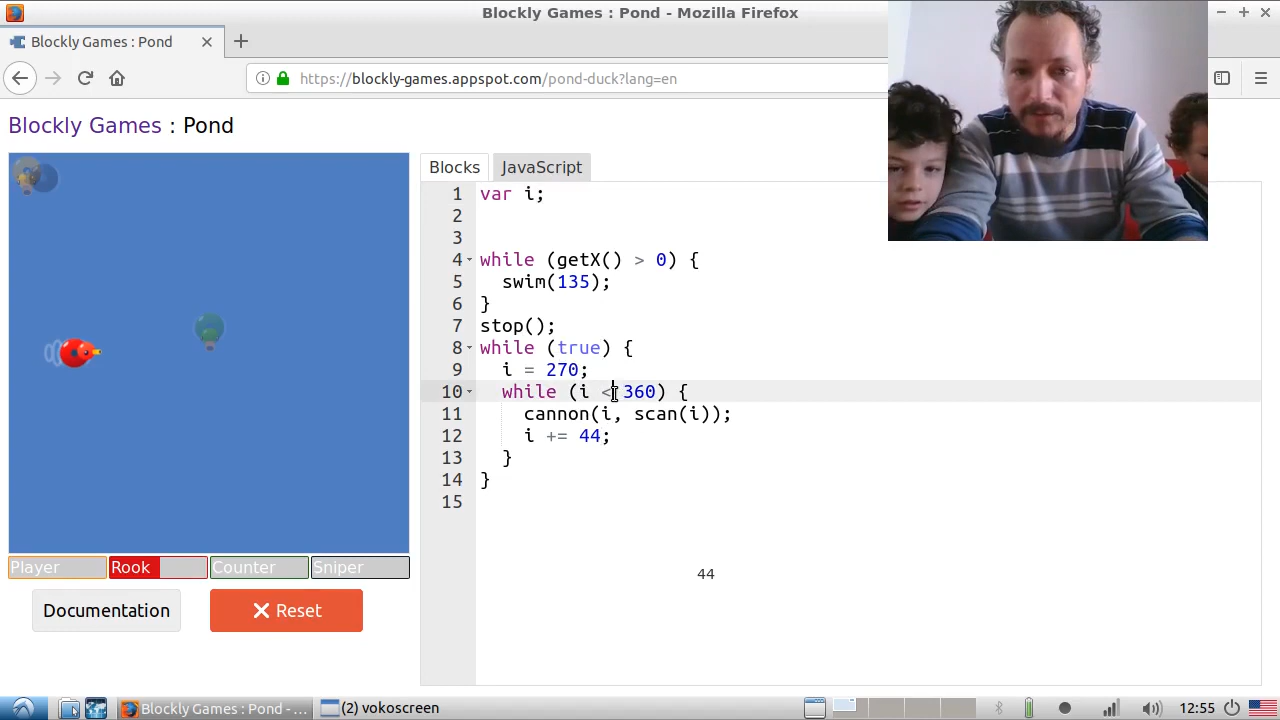 Blockly Games : Pond - Mozilla Firefox
Blockly Games : Pond
https://blockly-games.appspot.com/pond-duck?lang=en
Blockly Games : Pond
Blocks
JavaScript
1 var i;
2
3
4 while (getX() > 0) {
5 swim(135);
6 }
7 stop();
8 while (true) {
9 i = 270;
10 while (i < 360) {
11 cannon(i, scan(i));
12 i += 44;
13 }
14 }
15
44
Player
Rook
Counter
Sniper
Documentation
Reset
Blockly Games : Pond - ...
(2) vokoscreen
12:55